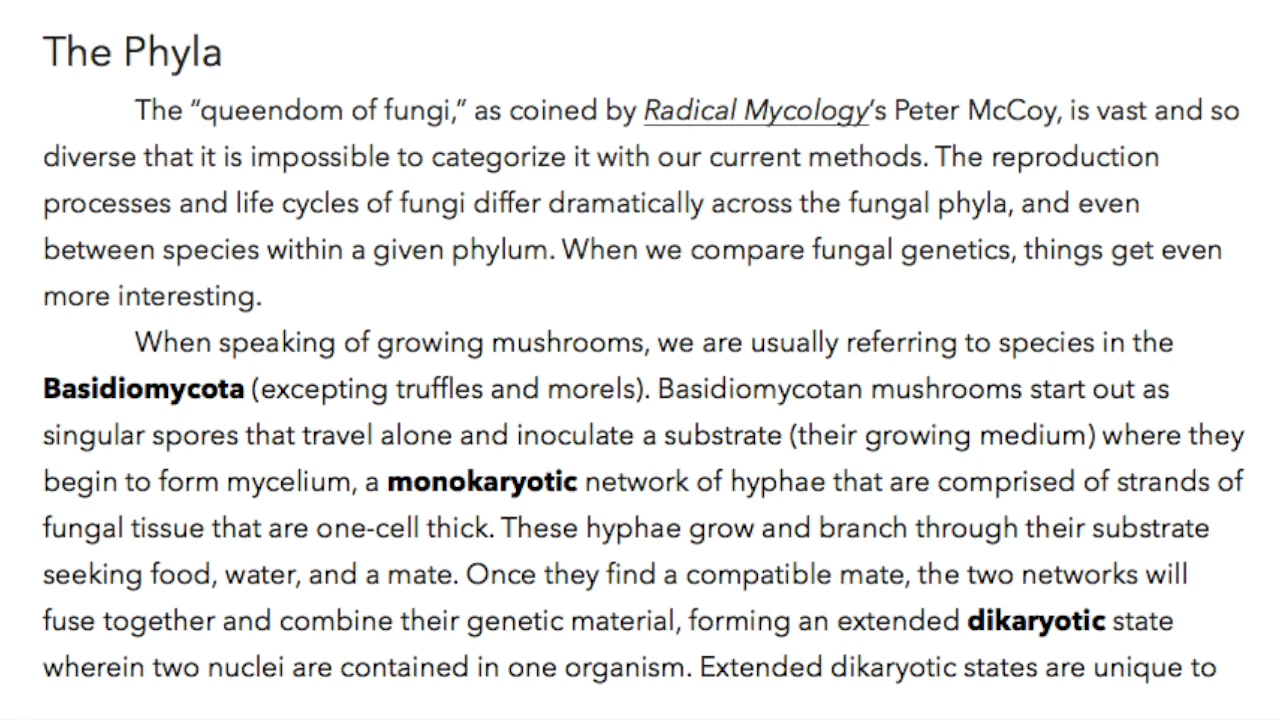 The Phyla
The “queendom of fungi,” as coined by Radical Mycology’s Peter McCoy, is vast and so
diverse that it is impossible to categorize it with our current methods. The reproduction
processes and life cycles of fungi differ dramatically across the fungal phyla, and even
between species within a given phylum. When we compare fungal genetics, things get even
more interesting.
When speaking of growing mushrooms, we are usually referring to species in the
Basidiomycota (excepting truffles and morels). Basidiomycotan mushrooms start out as
singular spores that travel alone and inoculate a substrate (their growing medium) where they
begin to form mycelium, a monokaryotic network of hyphae that are comprised of strands of
fungal tissue that are one-cell thick. These hyphae grow and branch through their substrate
seeking food, water, and a mate. Once they find a compatible mate, the two networks will
fuse together and combine their genetic material, forming an extended dikaryotic state
wherein two nuclei are contained in one organism. Extended dikaryotic states are unique to